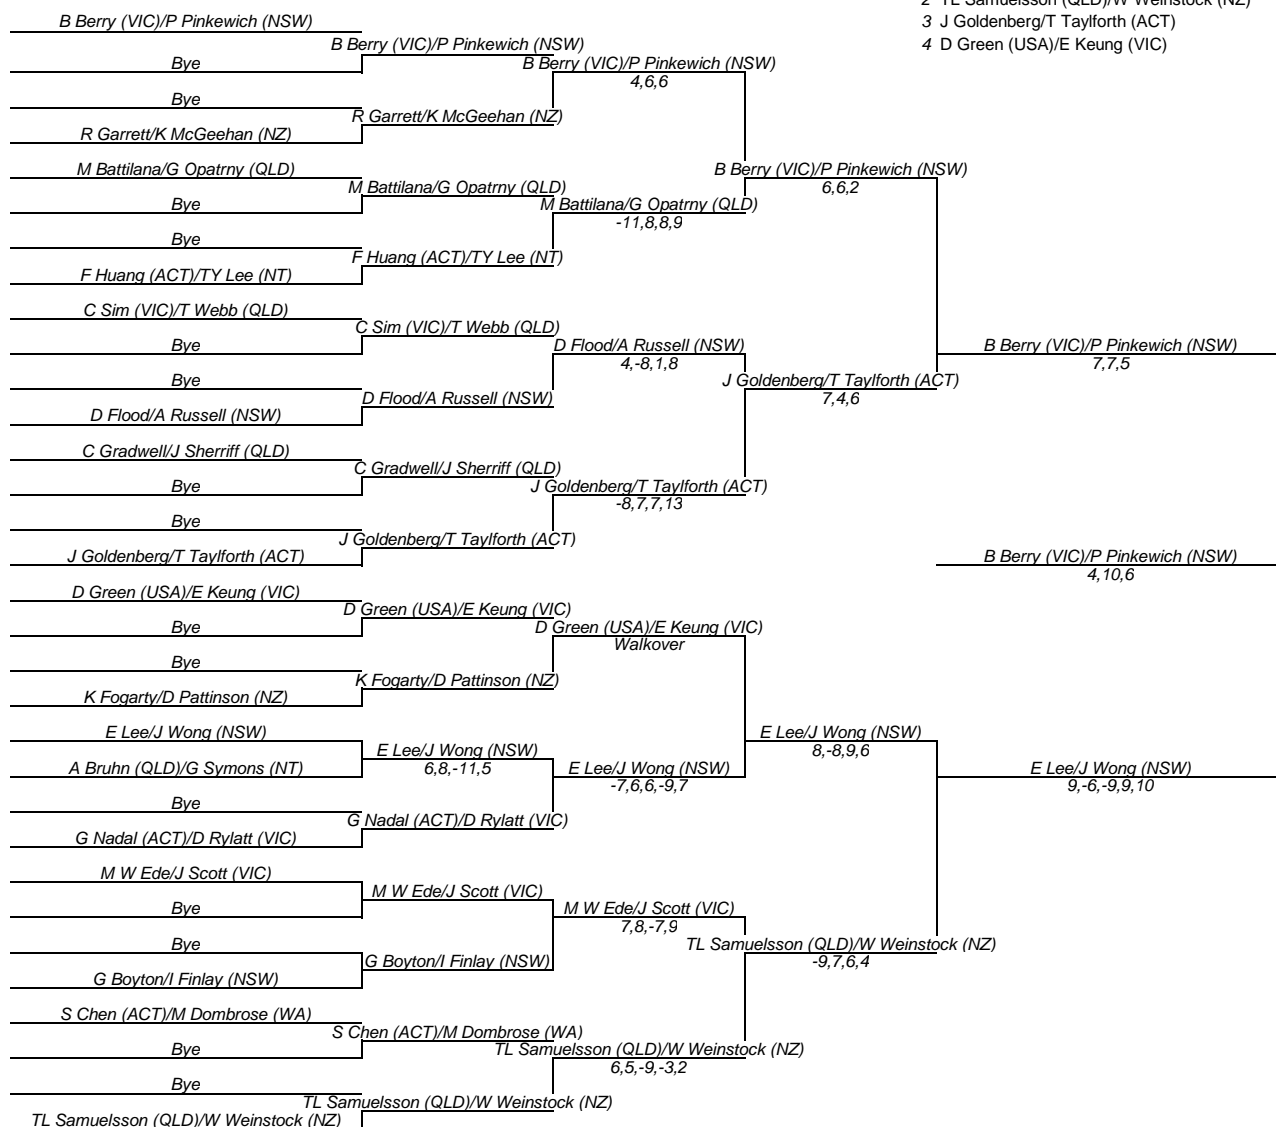 2 TL Samuelsson (QLD)/W Weinstock (NZ)
3 J Goldenberg/T Taylforth (ACT)
4 D Green (USA)/E Keung (VIC)
B Berry (VIC)/P Pinkewich (NSW)
B Berry (VIC)/P Pinkewich (NSW)
Bye
B Berry (VIC)/P Pinkewich (NSW)
4,6,6
Bye
R Garrett/K McGeehan (NZ)
R Garrett/K McGeehan (NZ)
M Battilana/G Opatrny (QLD)
B Berry (VIC)/P Pinkewich (NSW)
6,6,2
M Battilana/G Opatrny (QLD)
Bye
M Battilana/G Opatrny (QLD)
-11,8,8,9
Bye
F Huang (ACT)/TY Lee (NT)
F Huang (ACT)/TY Lee (NT)
C Sim (VIC)/T Webb (QLD)
C Sim (VIC)/T Webb (QLD)
Bye
D Flood/A Russell (NSW)
4,-8,1,8
B Berry (VIC)/P Pinkewich (NSW)
7,7,5
Bye
J Goldenberg/T Taylforth (ACT)
7,4,6
D Flood/A Russell (NSW)
D Flood/A Russell (NSW)
C Gradwell/J Sherriff (QLD)
C Gradwell/J Sherriff (QLD)
Bye
J Goldenberg/T Taylforth (ACT)
-8,7,7,13
Bye
J Goldenberg/T Taylforth (ACT)
J Goldenberg/T Taylforth (ACT)
B Berry (VIC)/P Pinkewich (NSW)
4,10,6
D Green (USA)/E Keung (VIC)
D Green (USA)/E Keung (VIC)
Bye
D Green (USA)/E Keung (VIC)
Walkover
Bye
K Fogarty/D Pattinson (NZ)
K Fogarty/D Pattinson (NZ)
E Lee/J Wong (NSW)
E Lee/J Wong (NSW)
8,-8,9,6
E Lee/J Wong (NSW)
6,8,-11,5
A Bruhn (QLD)/G Symons (NT)
E Lee/J Wong (NSW)
-7,6,6,-9,7
E Lee/J Wong (NSW)
9,-6,-9,9,10
Bye
G Nadal (ACT)/D Rylatt (VIC)
G Nadal (ACT)/D Rylatt (VIC)
M W Ede/J Scott (VIC)
M W Ede/J Scott (VIC)
Bye
M W Ede/J Scott (VIC)
7,8,-7,9
Bye
TL Samuelsson (QLD)/W Weinstock (NZ)
-9,7,6,4
G Boyton/I Finlay (NSW)
G Boyton/I Finlay (NSW)
S Chen (ACT)/M Dombrose (WA)
S Chen (ACT)/M Dombrose (WA)
Bye
TL Samuelsson (QLD)/W Weinstock (NZ)
6,5,-9,-3,2
Bye
TL Samuelsson (QLD)/W Weinstock (NZ)
TL Samuelsson (QLD)/W Weinstock (NZ)